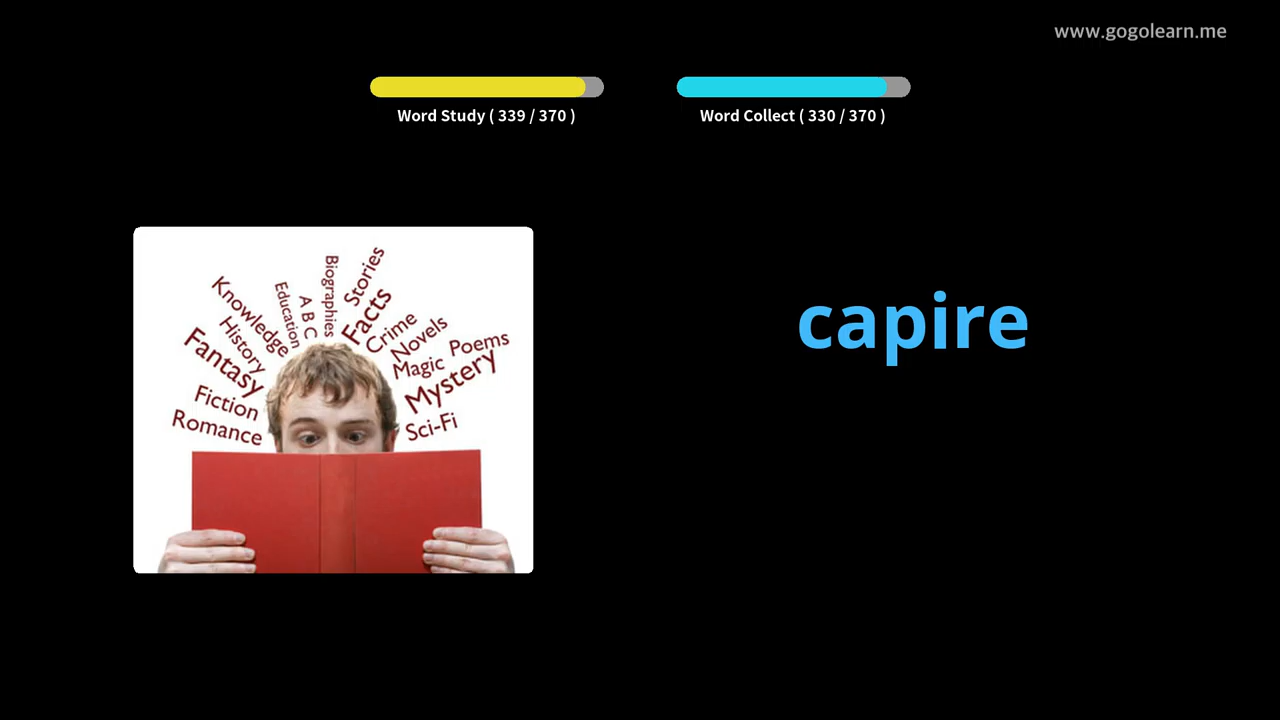 www.gogolearn.me
Word Study ( 339 / 370 )
Word Collect ( 330 / 370 )
capire
Biographies
Stories
Education
A B C
Facts
Knowledge
History
Crime
Novels
Fantasy
Magic
Poems
Mystery
Fiction
Romance
Sci-Fi